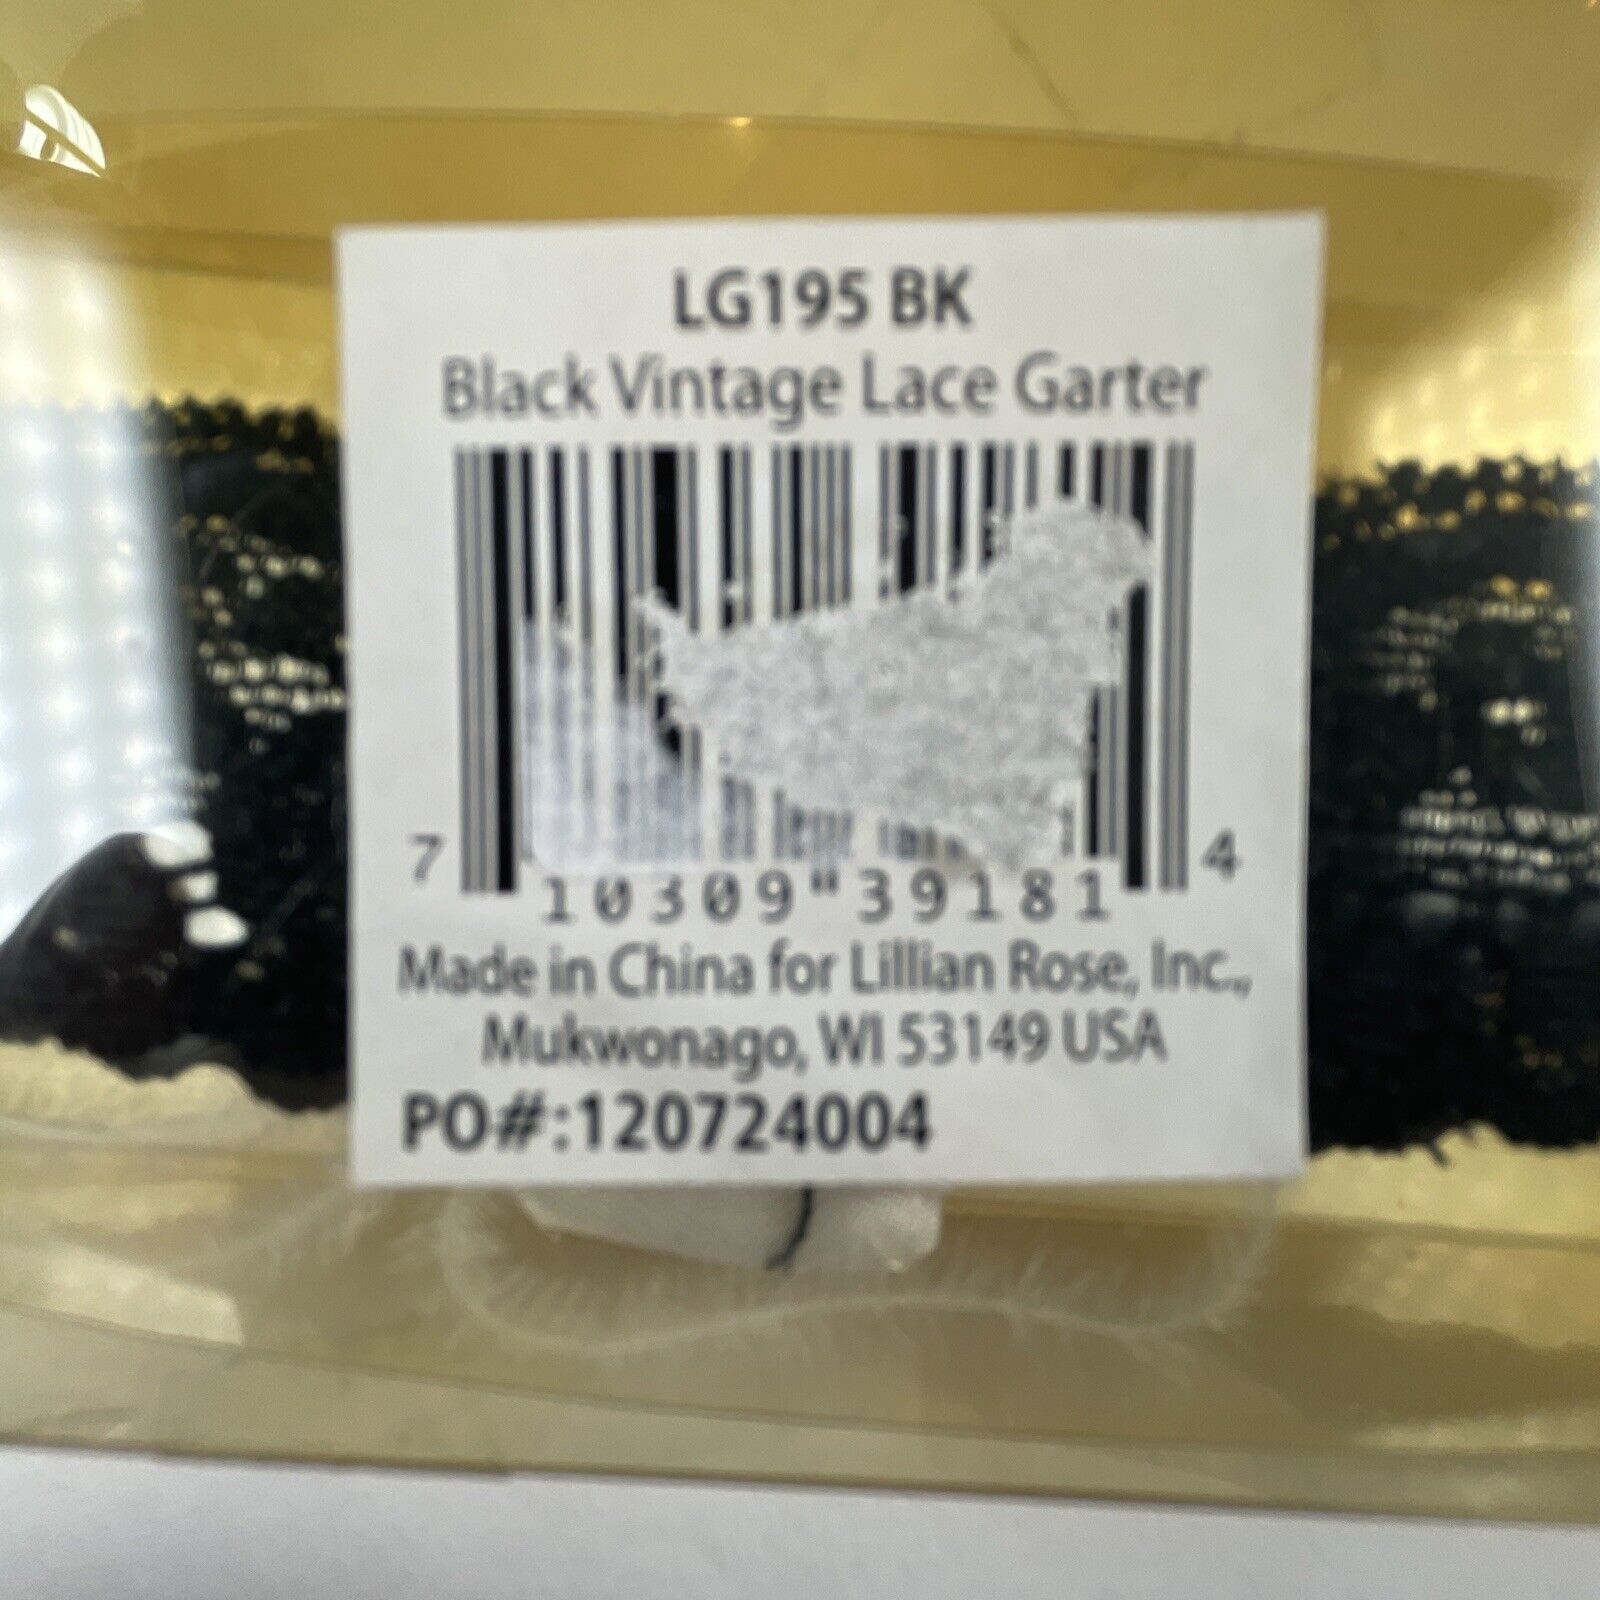 LG195 BK
Black Vintage Lace Garter
7 10309"39181 4
Made in China for Lillian Rose, Inc.,
Mukwonago, WI 53149 USA
PO#:120724004